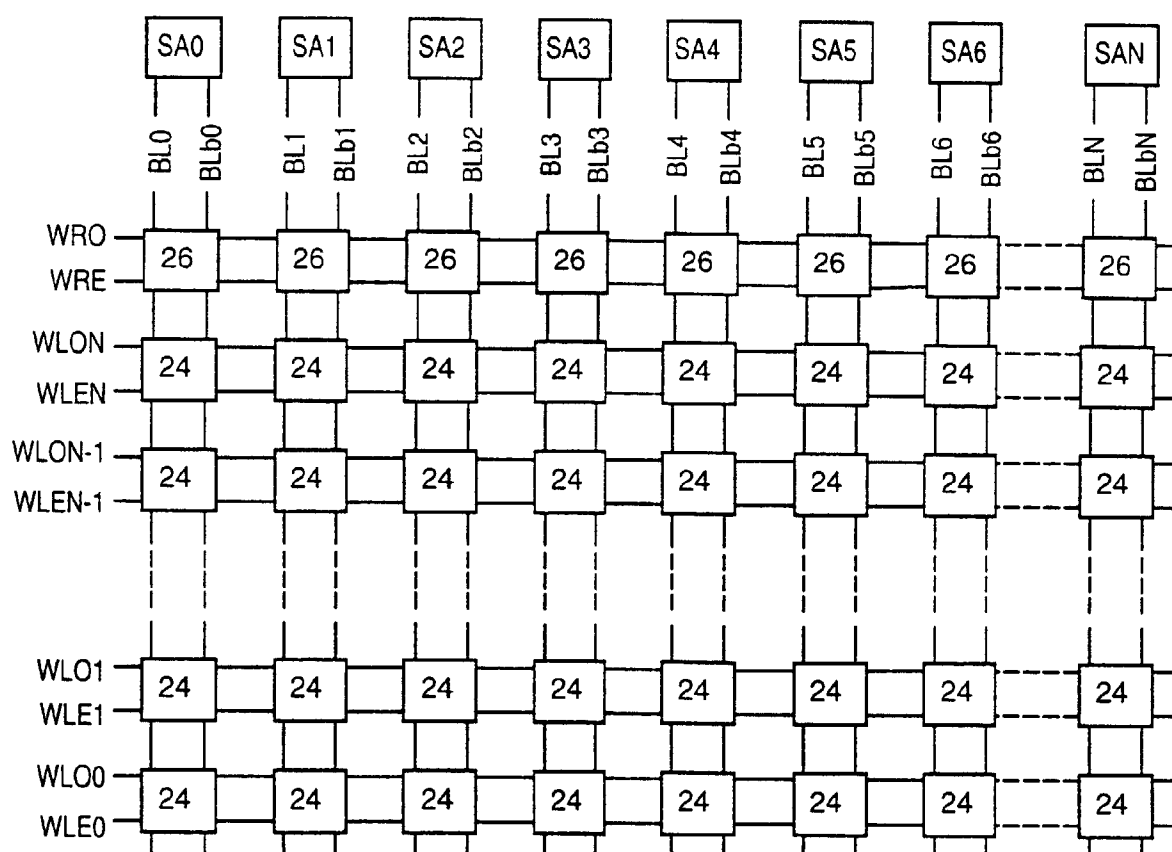 SA0 SA1 SA2 SA3 SA4 SA5 SA6 SAN
BL0 BLb0 BL1 BLb1 BL2 BLb2 BL3 BLb3 BL4 BLb4 BL5 BLb5 BL6 BLb6 BLN BLbN
WRO
26 26 26 26 26 26 26 26
WRE
WLON
24 24 24 24 24 24 24 24
WLEN
WLON-1
24 24 24 24 24 24 24 24
WLEN-1
WLO1
24 24 24 24 24 24 24 24
WLE1
WLO0
24 24 24 24 24 24 24 24
WLE0